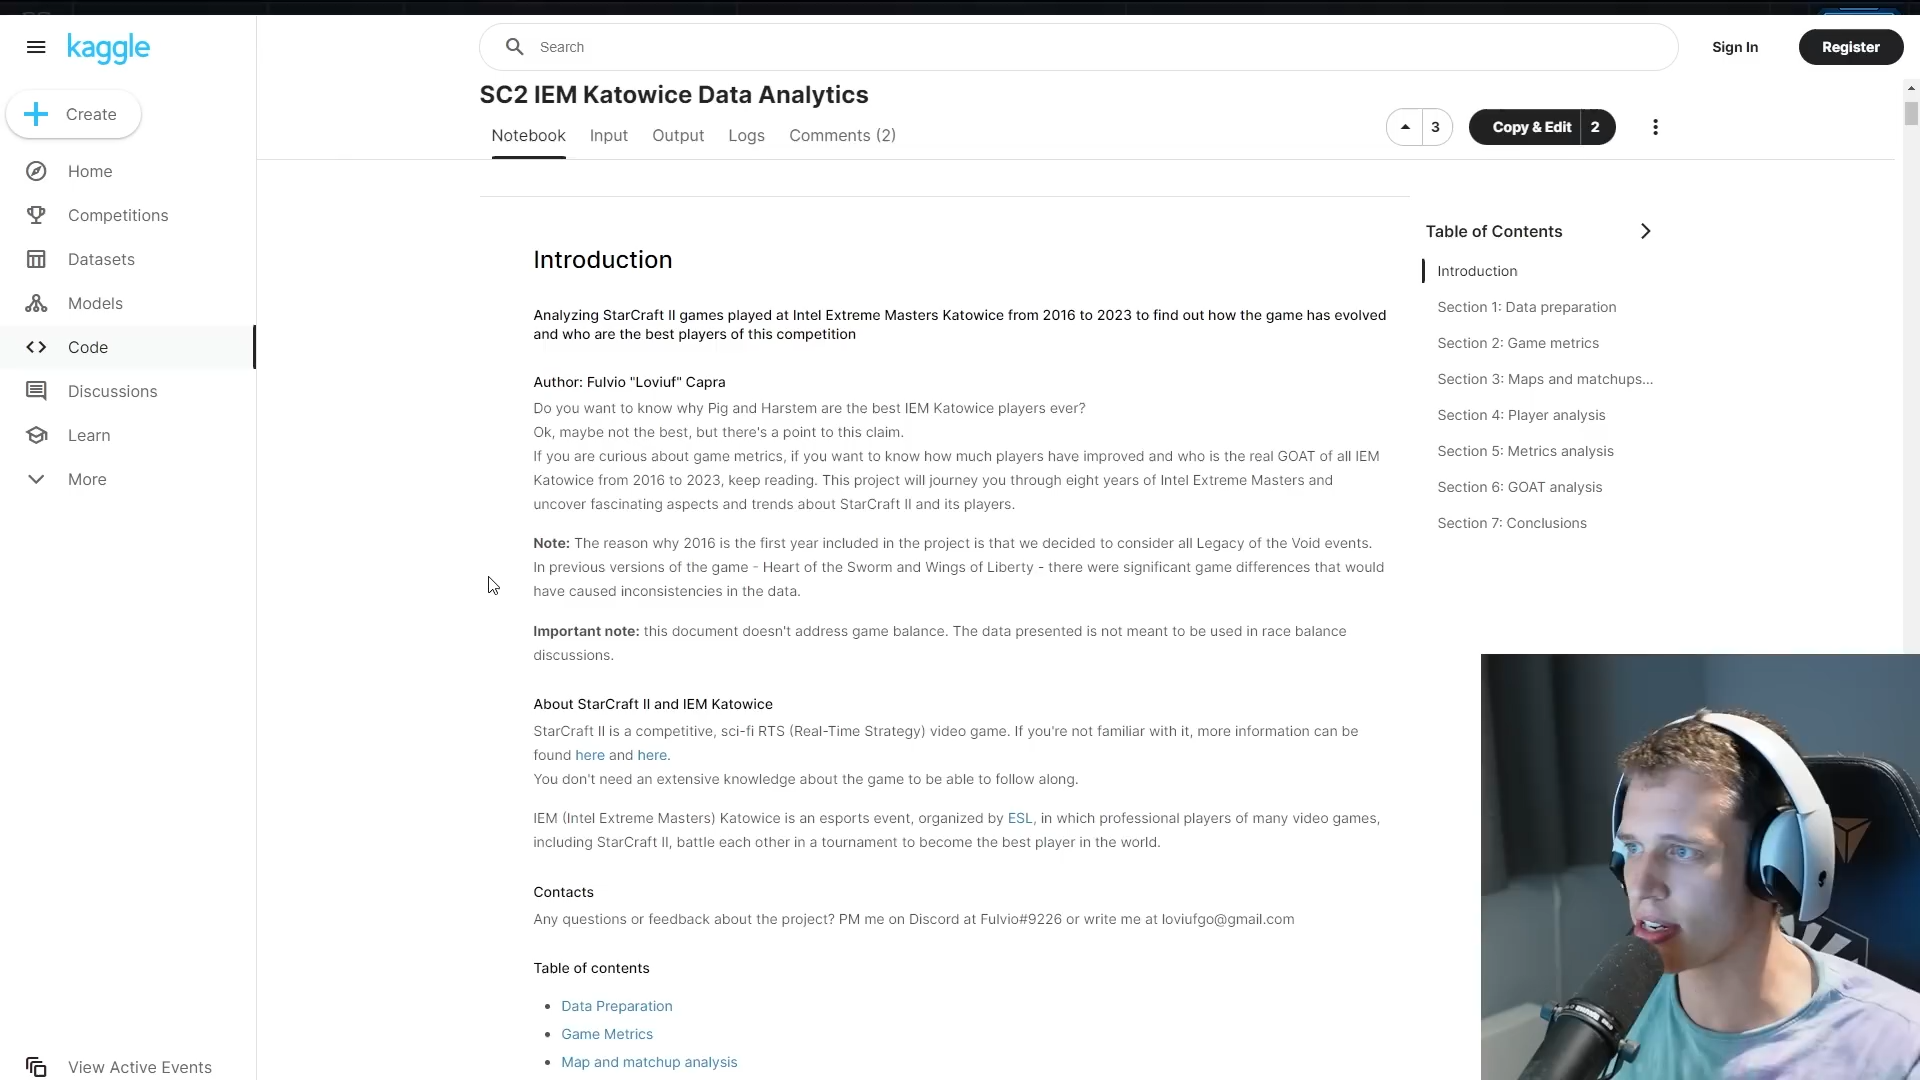 kaggle
Search
Sign In
Register
Create
Home
Competitions
Datasets
Models
Code
Discussions
Learn
More
View Active Events
SC2 IEM Katowice Data Analytics
Notebook Input Output Logs Comments (2)
3
Copy & Edit 2
Introduction
Analyzing StarCraft II games played at Intel Extreme Masters Katowice from 2016 to 2023 to find out how the game has evolved
and who are the best players of this competition
Author: Fulvio "Loviuf" Capra
Do you want to know why Pig and Harstem are the best IEM Katowice players ever?
Ok, maybe not the best, but there's a point to this claim.
If you are curious about game metrics, if you want to know how much players have improved and who is the real GOAT of all IEM
Katowice from 2016 to 2023, keep reading. This project will journey you through eight years of Intel Extreme Masters and
uncover fascinating aspects and trends about StarCraft II and its players.
Note: The reason why 2016 is the first year included in the project is that we decided to consider all Legacy of the Void events.
In previous versions of the game - Heart of the Sworm and Wings of Liberty - there were significant game differences that would
have caused inconsistencies in the data.
Important note: this document doesn't address game balance. The data presented is not meant to be used in race balance
discussions.
About StarCraft II and IEM Katowice
StarCraft II is a competitive, sci-fi RTS (Real-Time Strategy) video game. If you're not familiar with it, more information can be
found here and here.
You don't need an extensive knowledge about the game to be able to follow along.
IEM (Intel Extreme Masters) Katowice is an esports event, organized by ESL, in which professional players of many video games,
including StarCraft II, battle each other in a tournament to become the best player in the world.
Contacts
Any questions or feedback about the project? PM me on Discord at Fulvio#9226 or write me at loviufgo@gmail.com
Table of contents
Data Preparation
Game Metrics
Map and matchup analysis
Table of Contents
Introduction
Section 1: Data preparation
Section 2: Game metrics
Section 3: Maps and matchups...
Section 4: Player analysis
Section 5: Metrics analysis
Section 6: GOAT analysis
Section 7: Conclusions